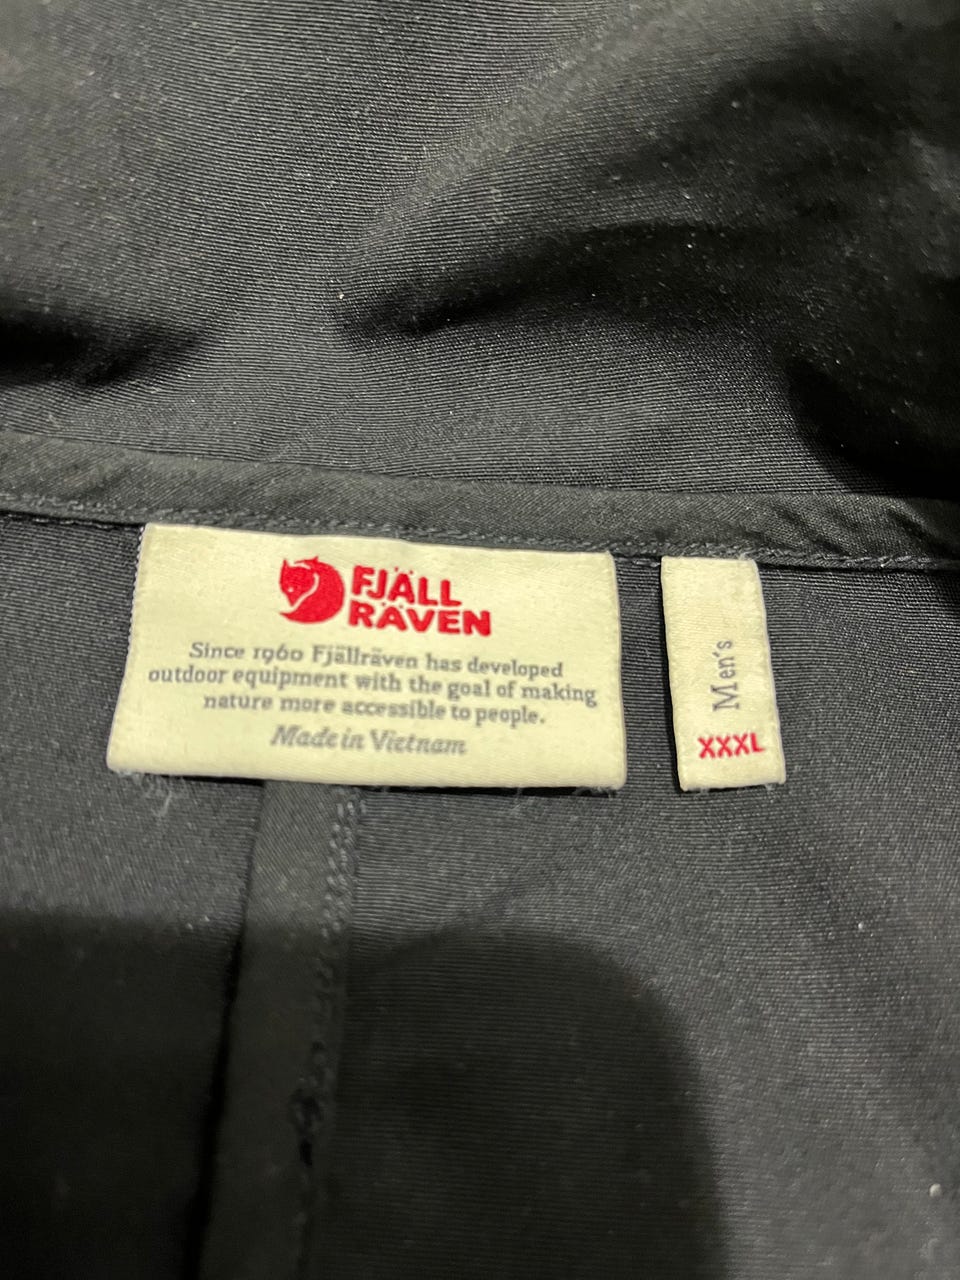 FJÄLL
RÄVEN
Since 1960 Fjällräven has developed
outdoor equipment with the goal of making
nature more accessible to people.
Made in Vietnam
Men's
XXXL